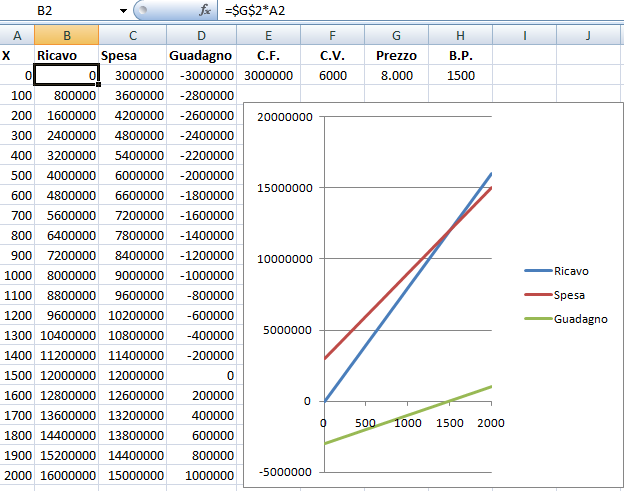 B2 fx =$G$2*A2
A B C D E F G H I J
X Ricavo Spesa Guadagno C.F. C.V. Prezzo B.P.
0 0 3000000 -3000000 3000000 6000 8.000 1500
100 800000 3600000 -2800000
200 1600000 4200000 -2600000
300 2400000 4800000 -2400000
400 3200000 5400000 -2200000
500 4000000 6000000 -2000000
600 4800000 6600000 -1800000
700 5600000 7200000 -1600000
800 6400000 7800000 -1400000
900 7200000 8400000 -1200000
1000 8000000 9000000 -1000000
1100 8800000 9600000 -800000
1200 9600000 10200000 -600000
1300 10400000 10800000 -400000
1400 11200000 11400000 -200000
1500 12000000 12000000 0
1600 12800000 12600000 200000
1700 13600000 13200000 400000
1800 14400000 13800000 600000
1900 15200000 14400000 800000
2000 16000000 15000000 1000000
20000000
15000000
10000000
5000000
0
-5000000
0 500 1000 1500 2000
Ricavo
Spesa
Guadagno